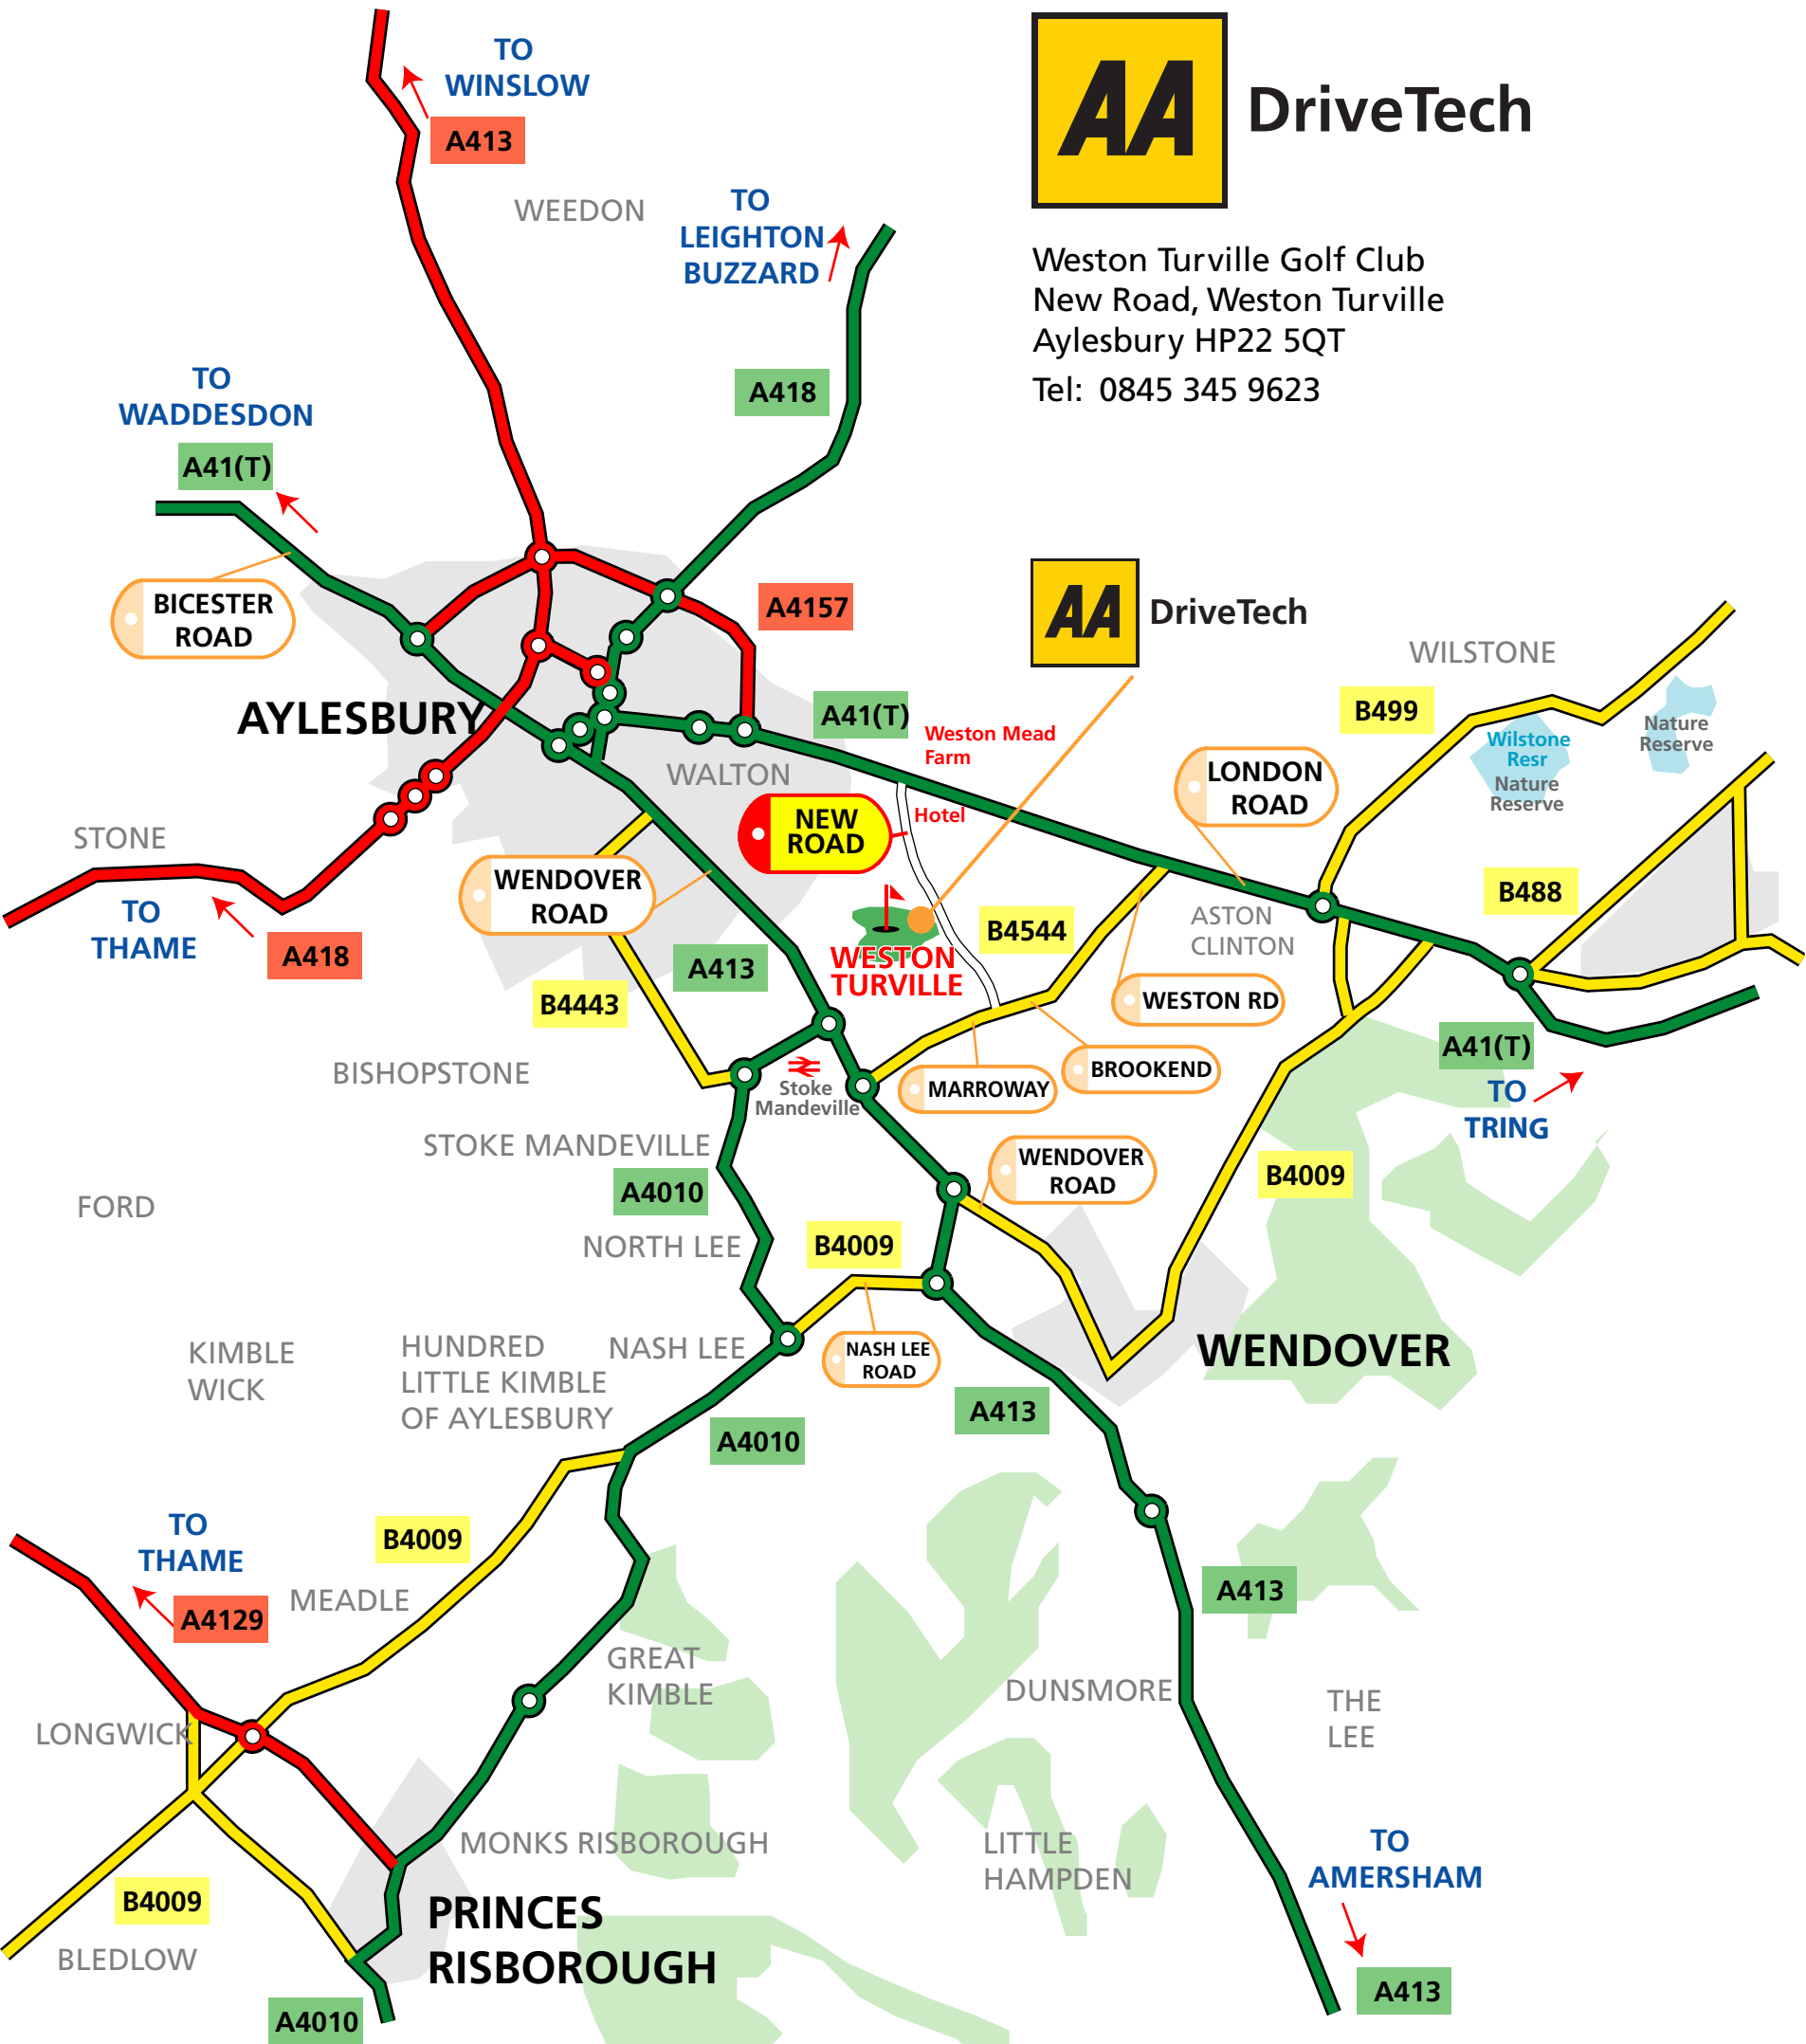 TO
WINSLOW
A413
WEEDON
TO
LEIGHTON
BUZZARD
A418
AA
DriveTech
Weston Turville Golf Club
New Road, Weston Turville
Aylesbury HP22 5QT
Tel: 0845 345 9623
TO
WADDESDON
A41(T)
BICESTER
ROAD
A4157
AA
DriveTech
WILSTONE
B499
Nature
Reserve
Wilstone
Resr
Nature
Reserve
AYLESBURY
A41(T)
Weston Mead
Farm
WALTON
LONDON
ROAD
Hotel
NEW
ROAD
STONE
TO
THAME
A418
WENDOVER
ROAD
B488
ASTON
CLINTON
B4544
WESTON
TURVILLE
A413
B4443
WESTON RD
BISHOPSTONE
Stoke
Mandeville
MARROWAY
BROOKEND
A41(T)
TO
TRING
STOKE MANDEVILLE
A4010
WENDOVER
ROAD
B4009
FORD
NORTH LEE
B4009
KIMBLE
WICK
HUNDRED
LITTLE KIMBLE
OF AYLESBURY
NASH LEE
NASH LEE
ROAD
WENDOVER
A413
A4010
TO
THAME
A4129
B4009
MEADLE
A413
GREAT
KIMBLE
DUNSMORE
THE
LEE
LONGWICK
MONKS RISBOROUGH
LITTLE
HAMPDEN
TO
AMERSHAM
B4009
PRINCES
RISBOROUGH
BLEDLOW
A413
A4010